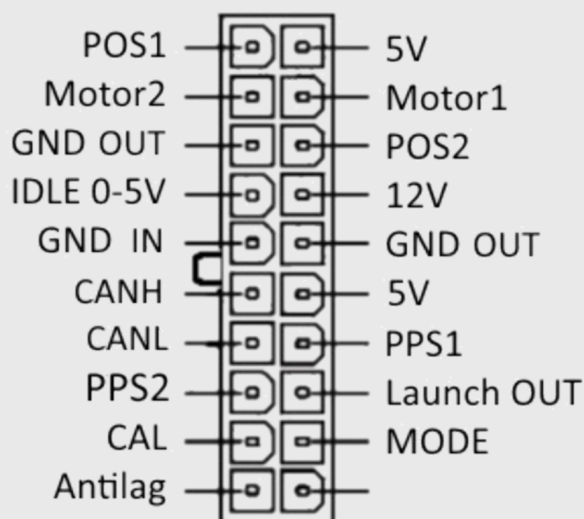 POS1 5V
Motor2 Motor1
GND OUT POS2
IDLE 0-5V 12V
GND IN GND OUT
CANH 5V
CANL PPS1
PPS2 Launch OUT
CAL MODE
Antilag